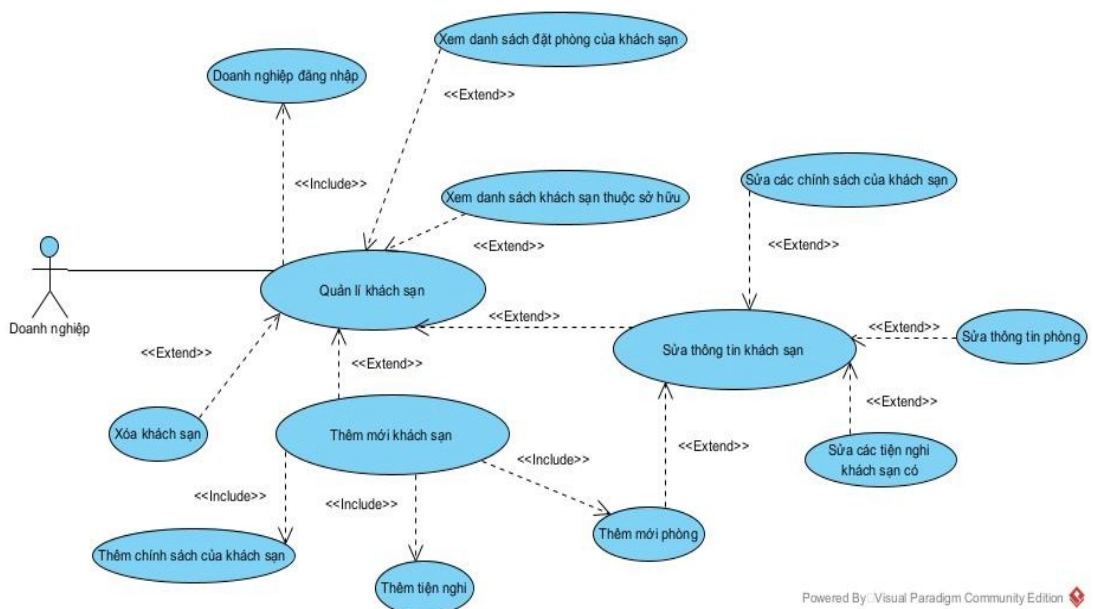 Xem danh sách đặt phòng của khách sạn
Doanh nghiệp đăng nhập
<<Extend>>
<<Include>>
Xem danh sách khách sạn thuộc sở hữu
Sửa các chính sách của khách sạn
<<Extend>>
<<Extend>>
Quản lí khách sạn
Doanh nghiệp
<<Extend>>
<<Extend>>
Sửa thông tin khách sạn
Sửa thông tin phòng
<<Extend>>
<<Extend>>
<<Extend>>
Xóa khách sạn
Thêm mới khách sạn
<<Extend>>
Sửa các tiện nghi
khách sạn có
<<Include>>
<<Include>>
<<Include>>
Thêm mới phòng
Thêm chính sách của khách sạn
Thêm tiện nghi
Powered By Visual Paradigm Community Edition